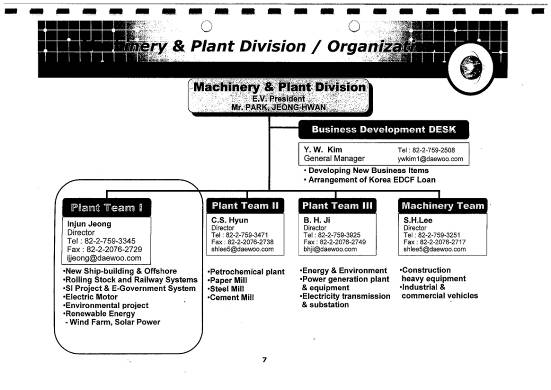 Machinery & Plant Division / Organization
Machinery & Plant Division
E.V. President
Mr. PARK, JEONG-HWAN
Business Development DESK
Y. W. Kim Tel : 82-2-759-2508
General Manager ywkim1@daewoo.com
• Developing New Business Items
• Arrangement of Korea EDCF Loan
Plant Team I
Injun Jeong
Director
Tel : 82-2-759-3345
Fax : 82-2-2076-2729
ijjeong@daewoo.com
•New Ship-building & Offshore
•Rolling Stock and Railway Systems
•SI Project & E-Government System
•Electric Motor
•Environmental project
•Renewable Energy
- Wind Farm, Solar Power
Plant Team II
C.S. Hyun
Director
Tel : 82-2-759-3471
Fax : 82-2-2076-2738
shlee5@daewoo.com
•Petrochemical plant
•Paper Mill
•Steel Mill
•Cement Mill
Plant Team III
B. H. Ji
Director
Tel : 82-2-759-3925
Fax : 82-2-2076-2749
bhji@daewoo.com
•Energy & Environment
•Power generation plant
& equipment
•Electricity transmission
& substation
Machinery Team
S.H.Lee
Director
Tel : 82-2-759-3251
Fax : 82-2-2076-2717
shlee5@daewoo.com
•Construction
heavy equipment
•Industrial &
commercial vehicles
7